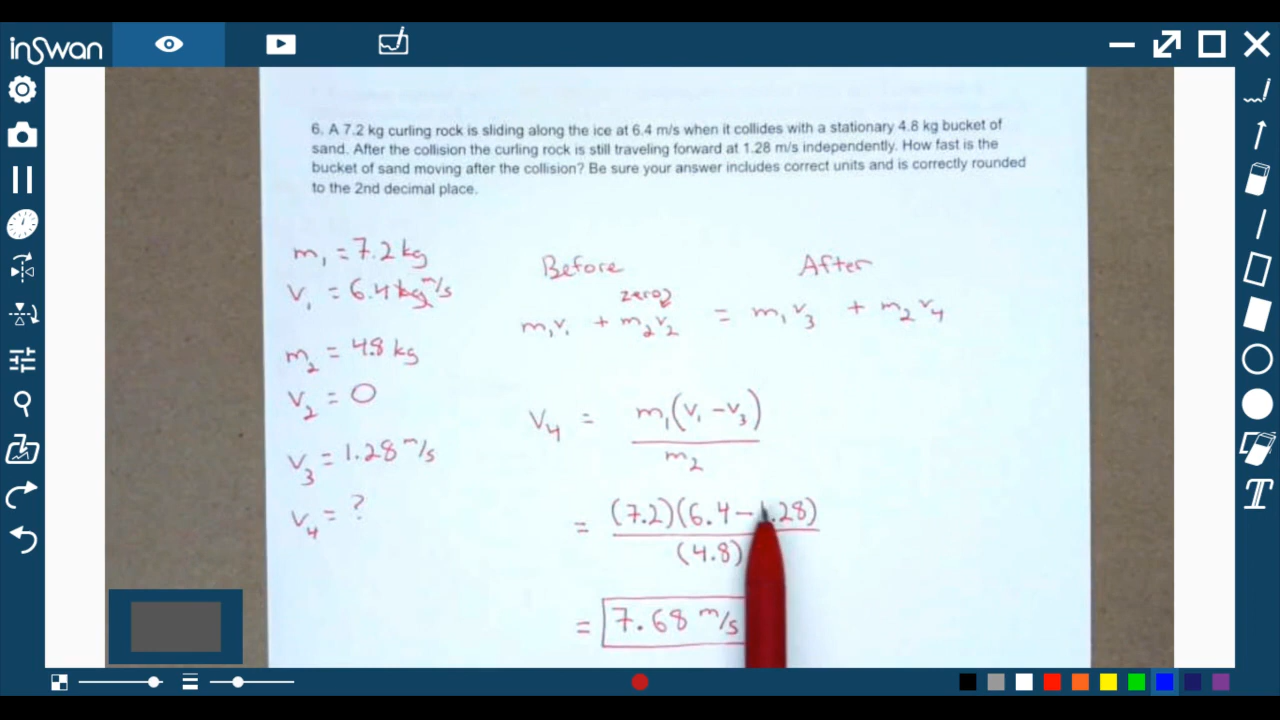 inSwan
6. A 7.2 kg curling rock is sliding along the ice at 6.4 m/s when it collides with a stationary 4.8 kg bucket of
sand. After the collision the curling rock is still traveling forward at 1.28 m/s independently. How fast is the
bucket of sand moving after the collision? Be sure your answer includes correct units and is correctly rounded
to the 2nd decimal place.
m₁ = 7.2 kg
v₁ = 6.4 m/s
m₂ = 4.8 kg
v₂ = 0
v₃ = 1.28 m/s
v₄ = ?
Before After
zero
m₁v₁ + m₂v₂ = m₁v₃ + m₂v₄
v₄ = m₁(v₁ - v₃)
m₂
= (7.2)(6.4 - .28)
(4.8)
= 7.68 m/s
T